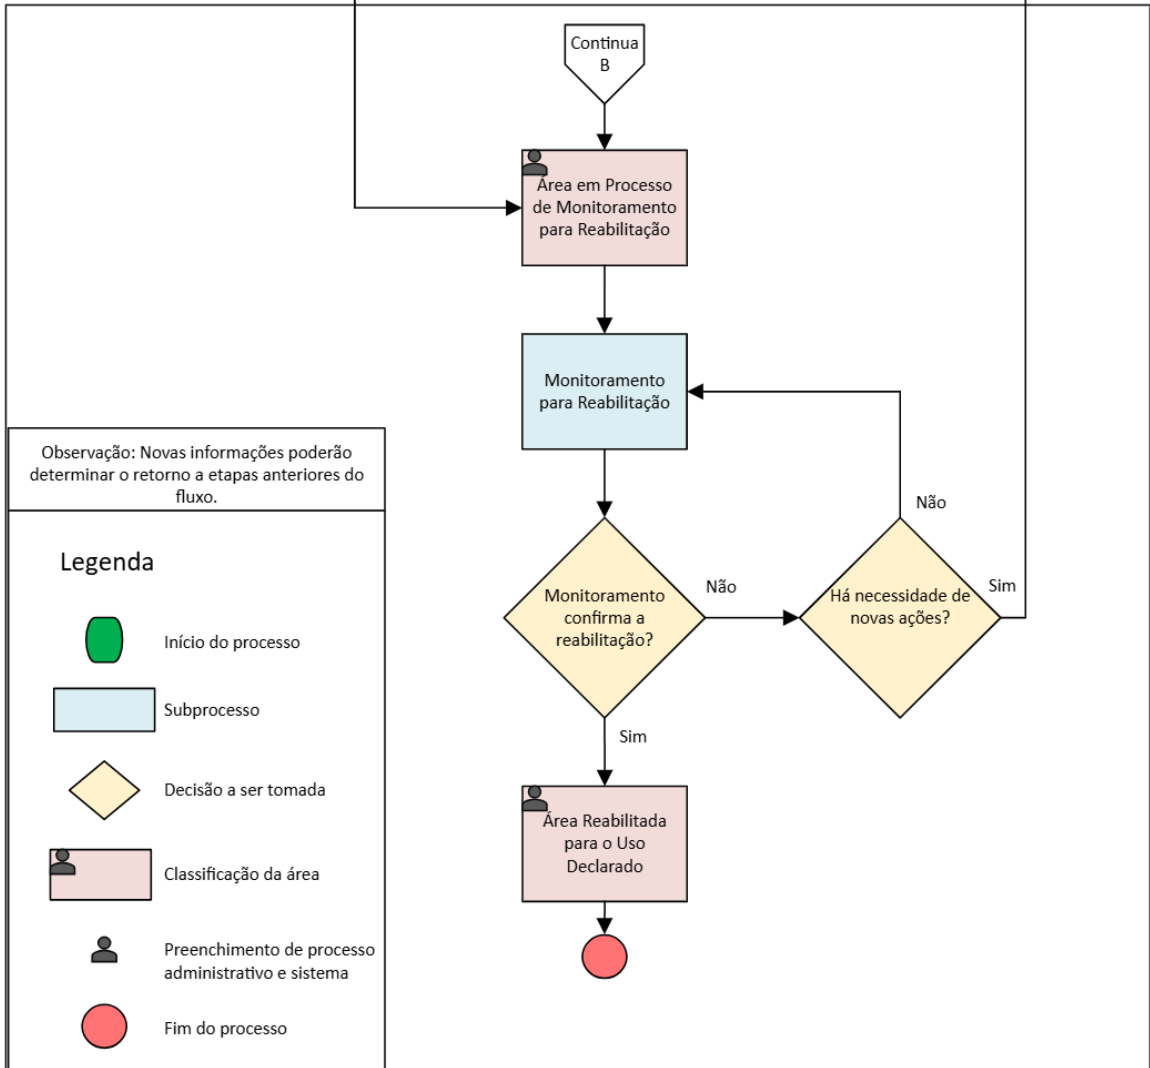 Continua
B
Área em Processo
de Monitoramento
para Reabilitação
Monitoramento
para Reabilitação
Não
Monitoramento
confirma a
reabilitação?
Não
Há necessidade de
novas ações?
Sim
Sim
Área Reabilitada
para o Uso
Declarado
Observação: Novas informações poderão
determinar o retorno a etapas anteriores do
fluxo.
Legenda
Início do processo
Subprocesso
Decisão a ser tomada
Classificação da área
Preenchimento de processo
administrativo e sistema
Fim do processo